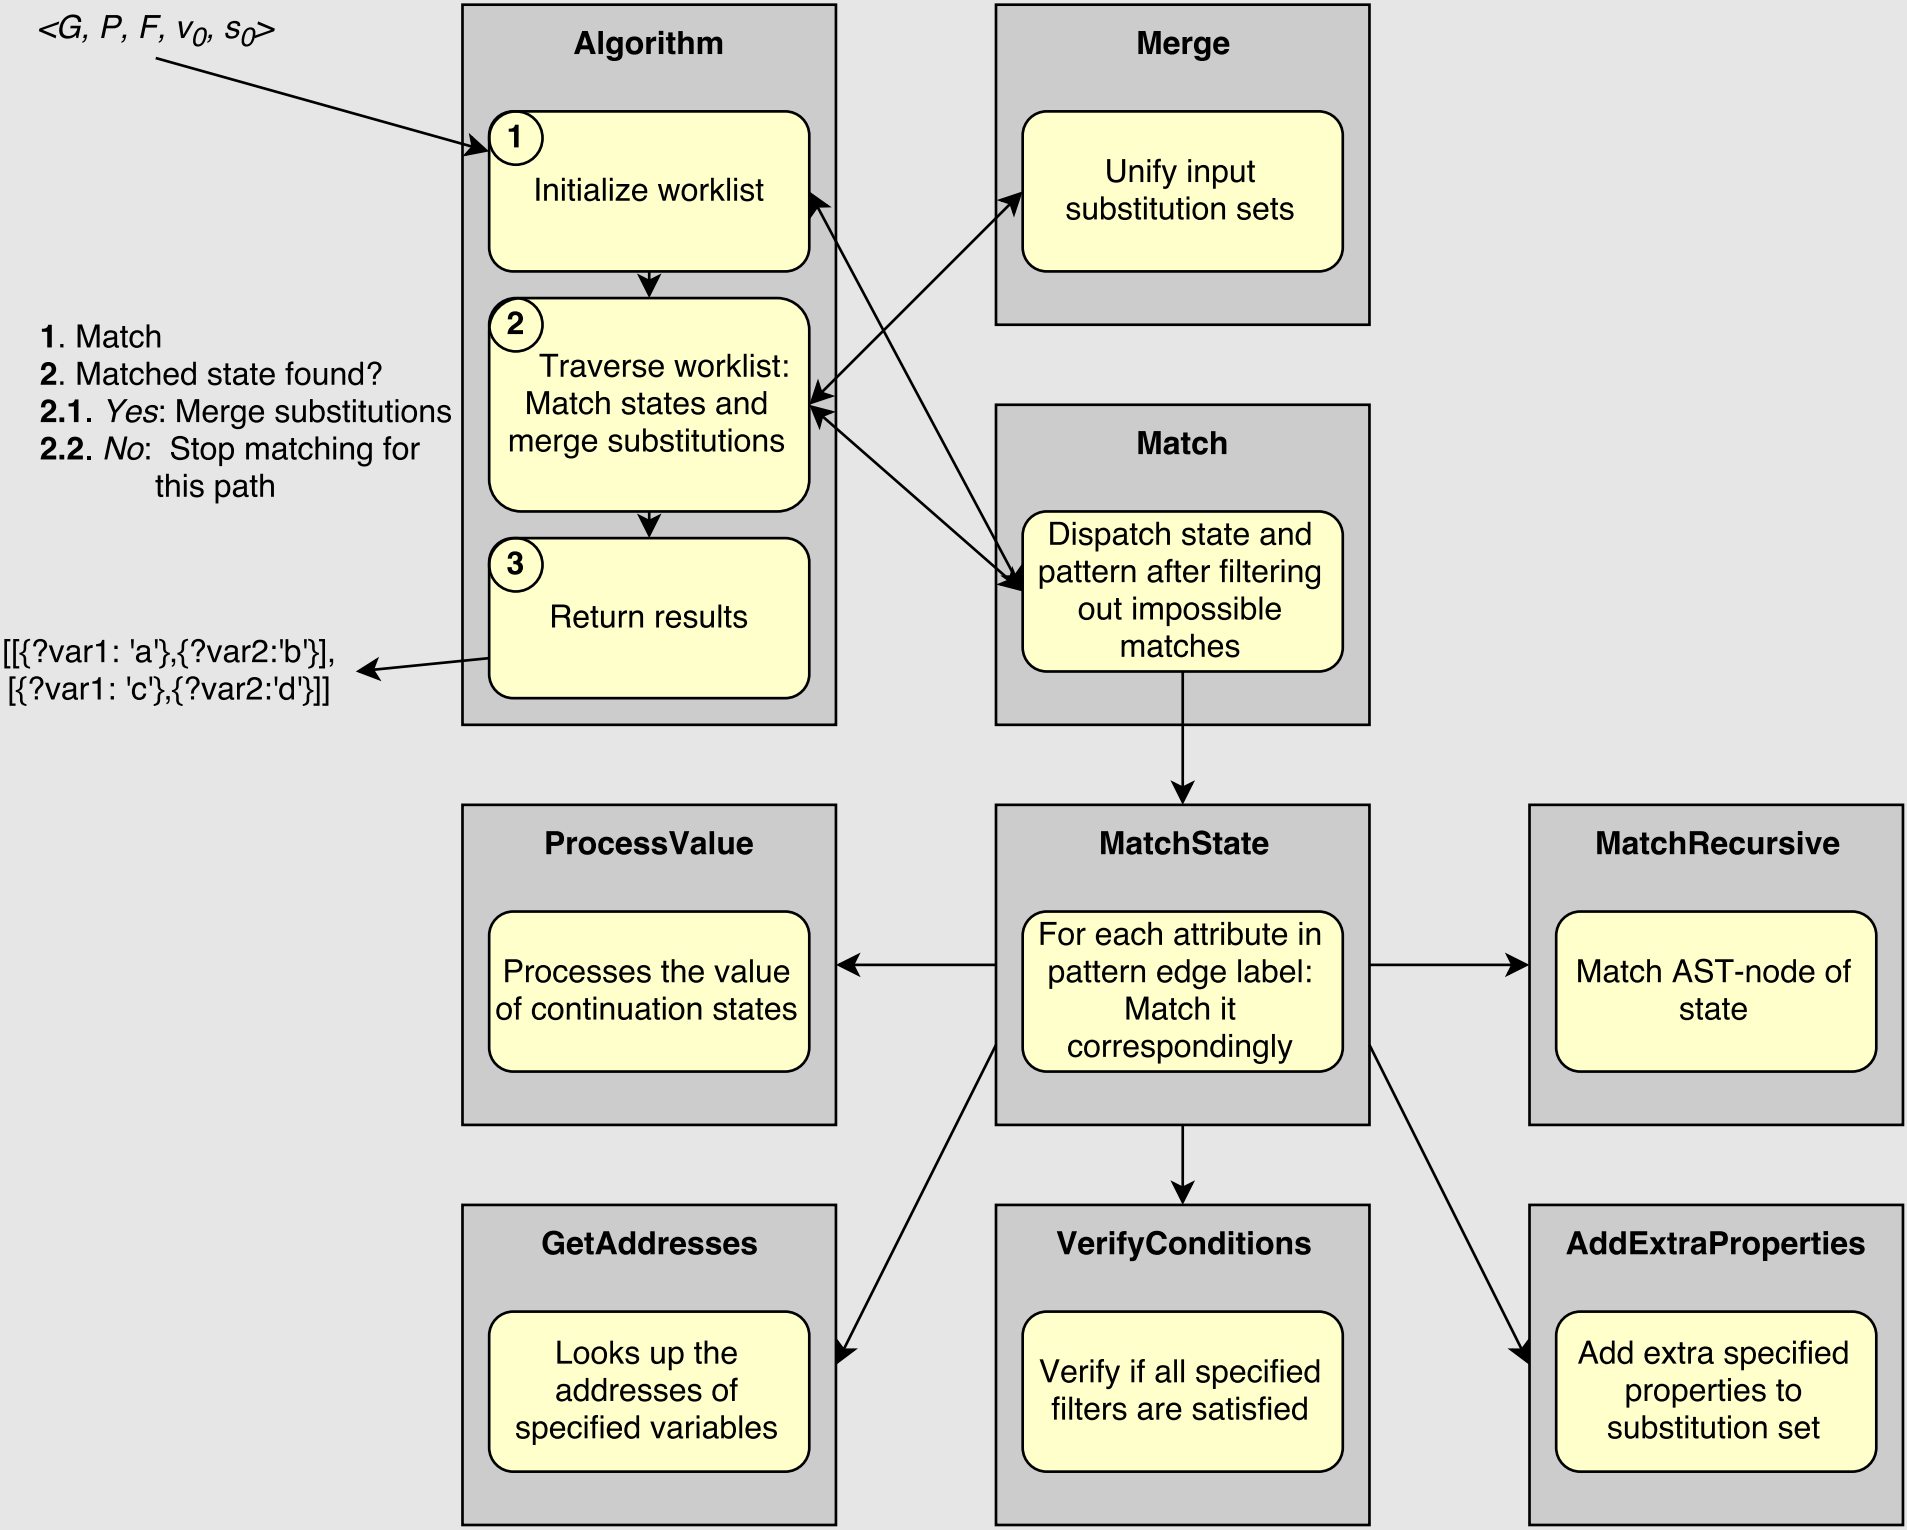 <G, P, F, v0, s0>
Algorithm
1
Initialize worklist
2
Traverse worklist:
Match states and
merge substitutions
3
Return results
1. Match
2. Matched state found?
2.1. Yes: Merge substitutions
2.2. No: Stop matching for
this path
[[{?var1: 'a'},{?var2:'b'}],
[{?var1: 'c'},{?var2:'d'}]]
Merge
Unify input
substitution sets
Match
Dispatch state and
pattern after filtering
out impossible
matches
ProcessValue
Processes the value
of continuation states
MatchState
For each attribute in
pattern edge label:
Match it
correspondingly
MatchRecursive
Match AST-node of
state
GetAddresses
Looks up the
addresses of
specified variables
VerifyConditions
Verify if all specified
filters are satisfied
AddExtraProperties
Add extra specified
properties to
substitution set